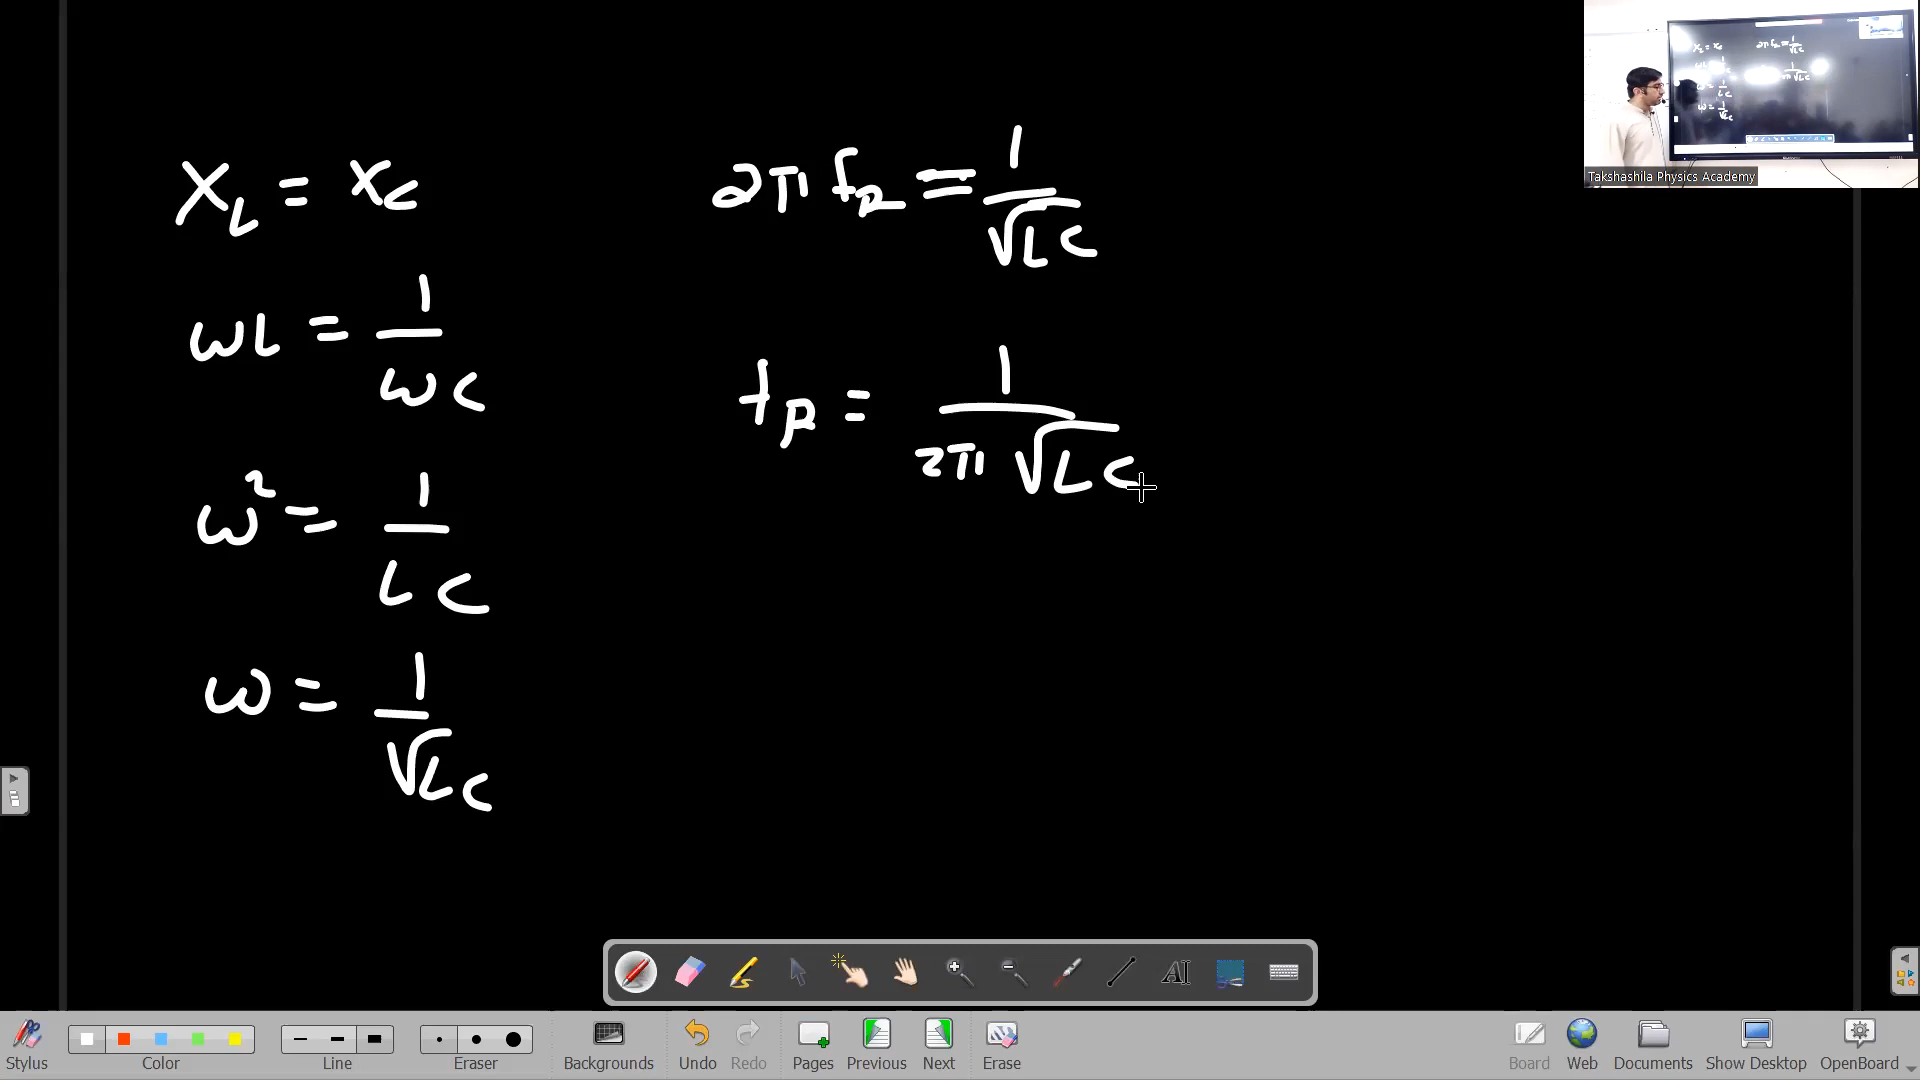 X_L = X_C
ωL = 1/ωC
ω² = 1/LC
ω = 1/√LC
2π f_R = 1/√LC
f_R = 1/2π √LC
Takshashila Physics Academy
Stylus
Color
Line
Eraser
Backgrounds
Undo
Redo
Pages
Previous
Next
Erase
Board
Web
Documents
Show Desktop
OpenBoard